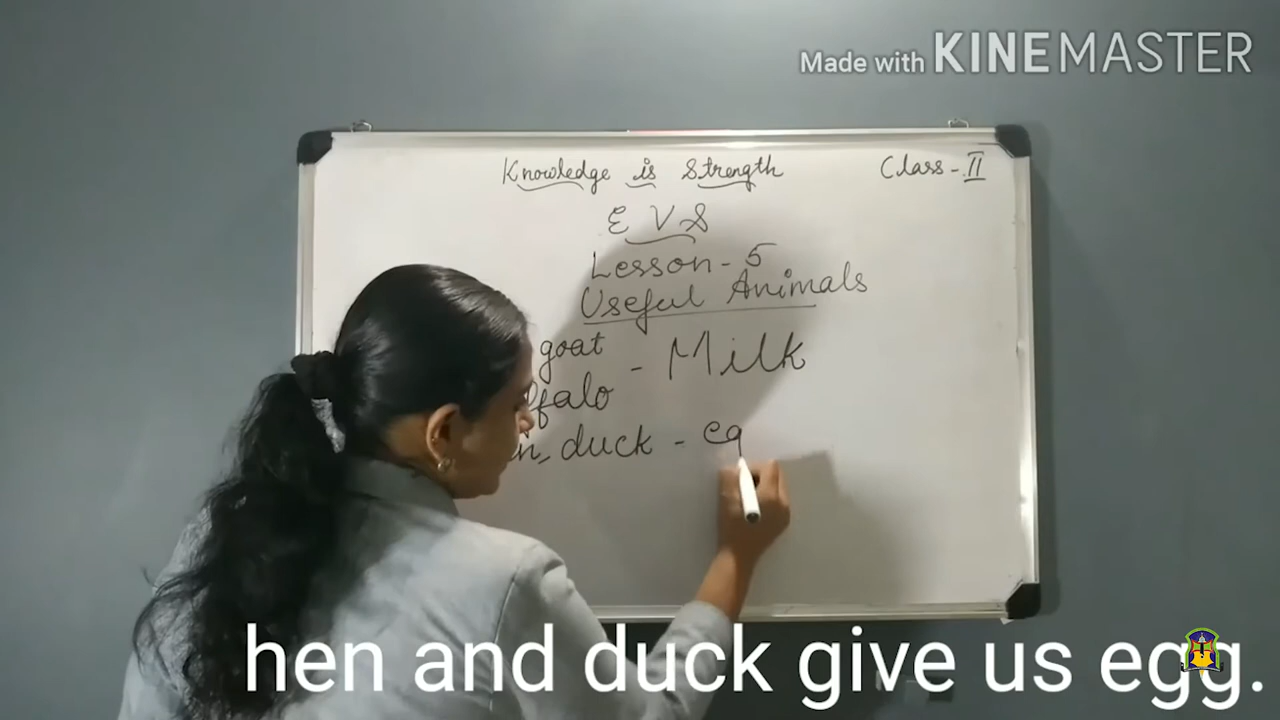 Made with KINEMASTER
Knowledge is Strength
Class - II
EVS
Lesson - 5
Useful Animals
goat
- Milk
duck - eg
hen and duck give us egg.